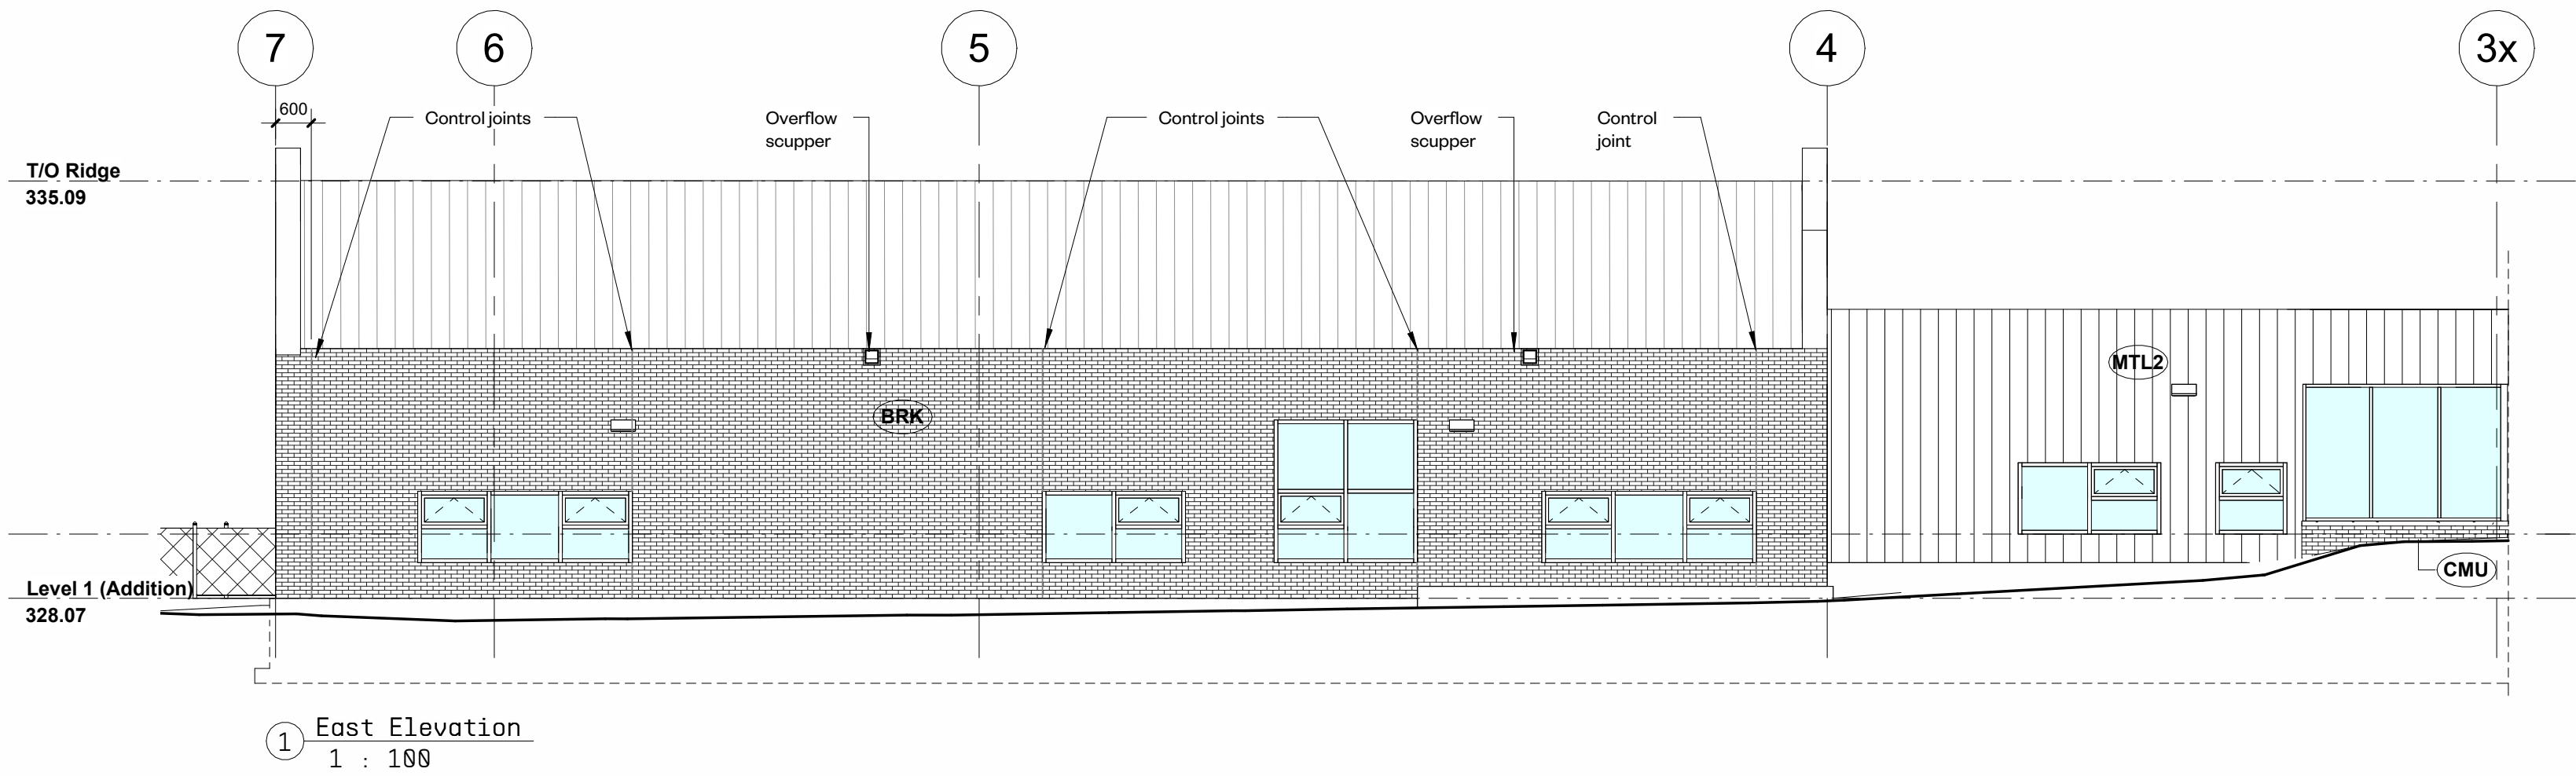 7
6
5
4
3x
600
Control joints
Overflow
scupper
Control joints
Overflow
scupper
Control
joint
T/O Ridge
335.09
MTL2
BRK
CMU
Level 1 (Addition)
328.07
1
East Elevation
1 : 100